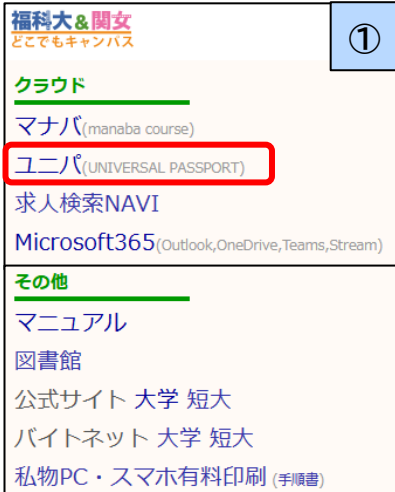 福科大&関女
どこでもキャンパス
①
クラウド
マナバ(manaba course)
ユニパ(UNIVERSAL PASSPORT)
求人検索NAVI
Microsoft365(Outlook,OneDrive,Teams,Stream)
その他
マニュアル
図書館
公式サイト 大学 短大
バイトネット 大学 短大
私物PC・スマホ有料印刷 (手順書)